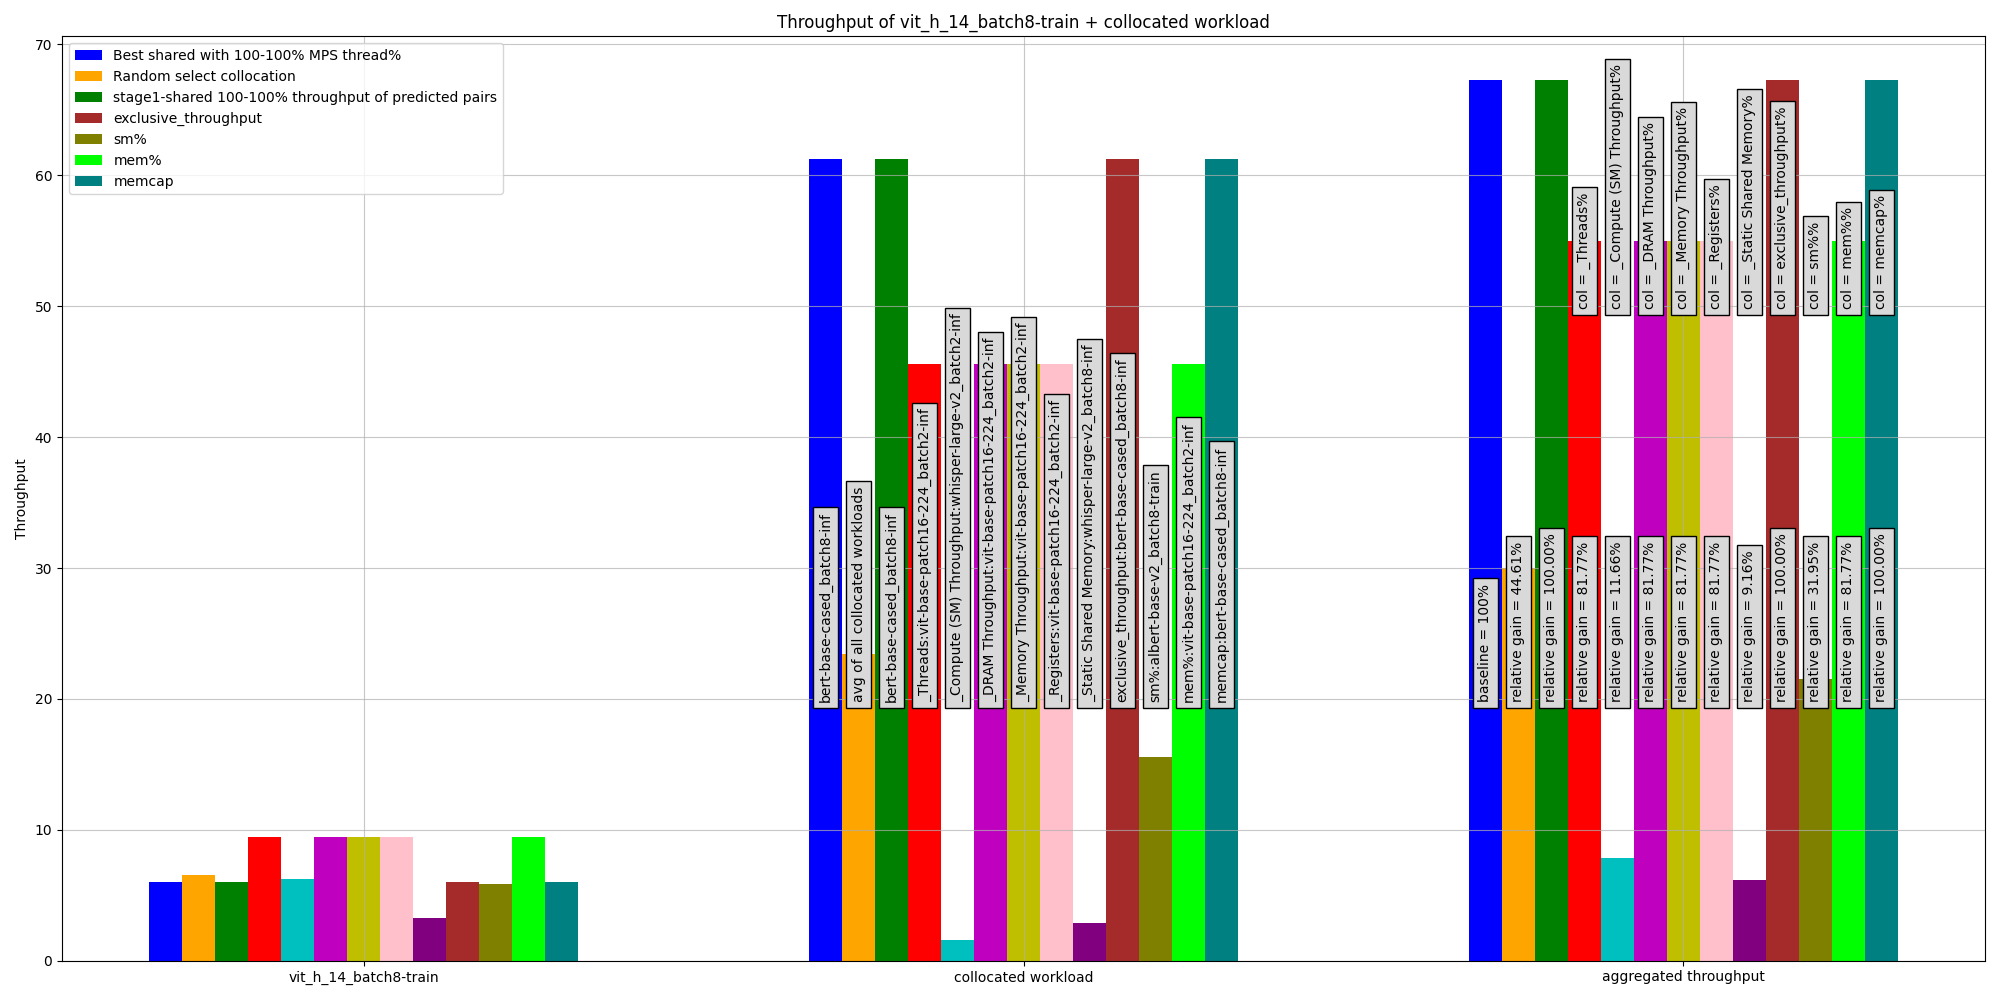 Throughput of vit_h_14_batch8-train + collocated workload
Throughput
70
60
50
40
30
20
10
0
Best shared with 100-100% MPS thread%
Random select collocation
stage1-shared 100-100% throughput of predicted pairs
exclusive_throughput
sm%
mem%
memcap
bert-base-cased_batch8-inf
avg of all collocated workloads
bert-base-cased_batch8-inf
_Threads:vit-base-patch16-224_batch2-inf
_Compute (SM) Throughput:whisper-large-v2_batch2-inf
_DRAM Throughput:vit-base-patch16-224_batch2-inf
_Memory Throughput:vit-base-patch16-224_batch2-inf
_Registers:vit-base-patch16-224_batch2-inf
_Static Shared Memory:whisper-large-v2_batch8-inf
exclusive_throughput:bert-base-cased_batch8-inf
sm%:albert-base-v2_batch8-train
mem%:vit-base-patch16-224_batch2-inf
memcap:bert-base-cased_batch8-inf
col = _Threads%
col = _Compute (SM) Throughput%
col = _DRAM Throughput%
col = _Memory Throughput%
col = _Registers%
col = _Static Shared Memory%
col = exclusive_throughput%
col = sm%%
col = mem%%
col = memcap%
baseline = 100%
relative gain = 44.61%
relative gain = 100.00%
relative gain = 81.77%
relative gain = 11.66%
relative gain = 81.77%
relative gain = 81.77%
relative gain = 81.77%
relative gain = 9.16%
relative gain = 100.00%
relative gain = 31.95%
relative gain = 81.77%
relative gain = 100.00%
vit_h_14_batch8-train
collocated workload
aggregated throughput